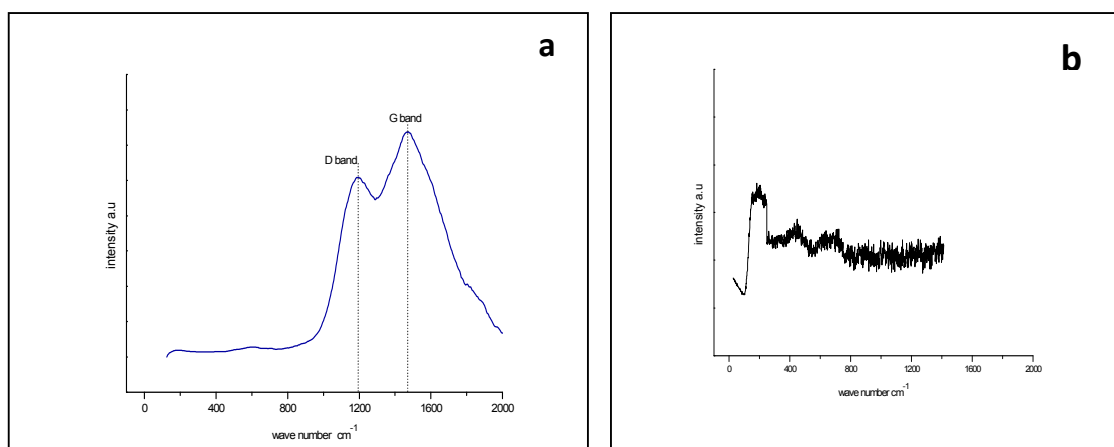 a
G band
D band
intensity a.u
0 400 800 1200 1600 2000
wave number cm-1
b
intensity a.u
0 400 800 1200 1600 2000
wave number cm-1